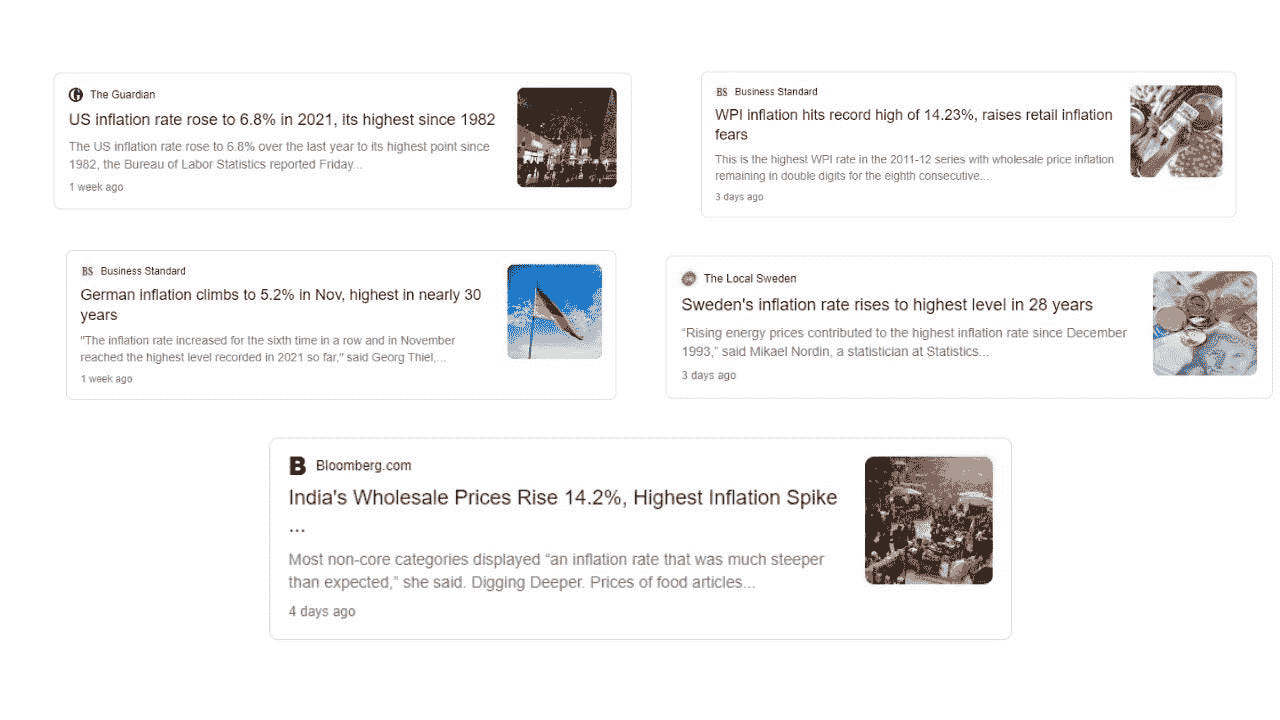 The Guardian
US inflation rate rose to 6.8% in 2021, its highest since 1982
The US inflation rate rose to 6.8% over the last year to its highest point since
1982, the Bureau of Labor Statistics reported Friday...
1 week ago
BS Business Standard
WPI inflation hits record high of 14.23%, raises retail inflation
fears
This is the highest WPI rate in the 2011-12 series with wholesale price inflation
remaining in double digits for the eighth consecutive...
3 days ago
BS Business Standard
German inflation climbs to 5.2% in Nov, highest in nearly 30
years
"The inflation rate increased for the sixth time in a row and in November
reached the highest level recorded in 2021 so far," said Georg Thiel,...
1 week ago
The Local Sweden
Sweden's inflation rate rises to highest level in 28 years
“Rising energy prices contributed to the highest inflation rate since December
1993,” said Mikael Nordin, a statistician at Statistics...
3 days ago
B Bloomberg.com
India's Wholesale Prices Rise 14.2%, Highest Inflation Spike
...
Most non-core categories displayed “an inflation rate that was much steeper
than expected,” she said. Digging Deeper. Prices of food articles...
4 days ago